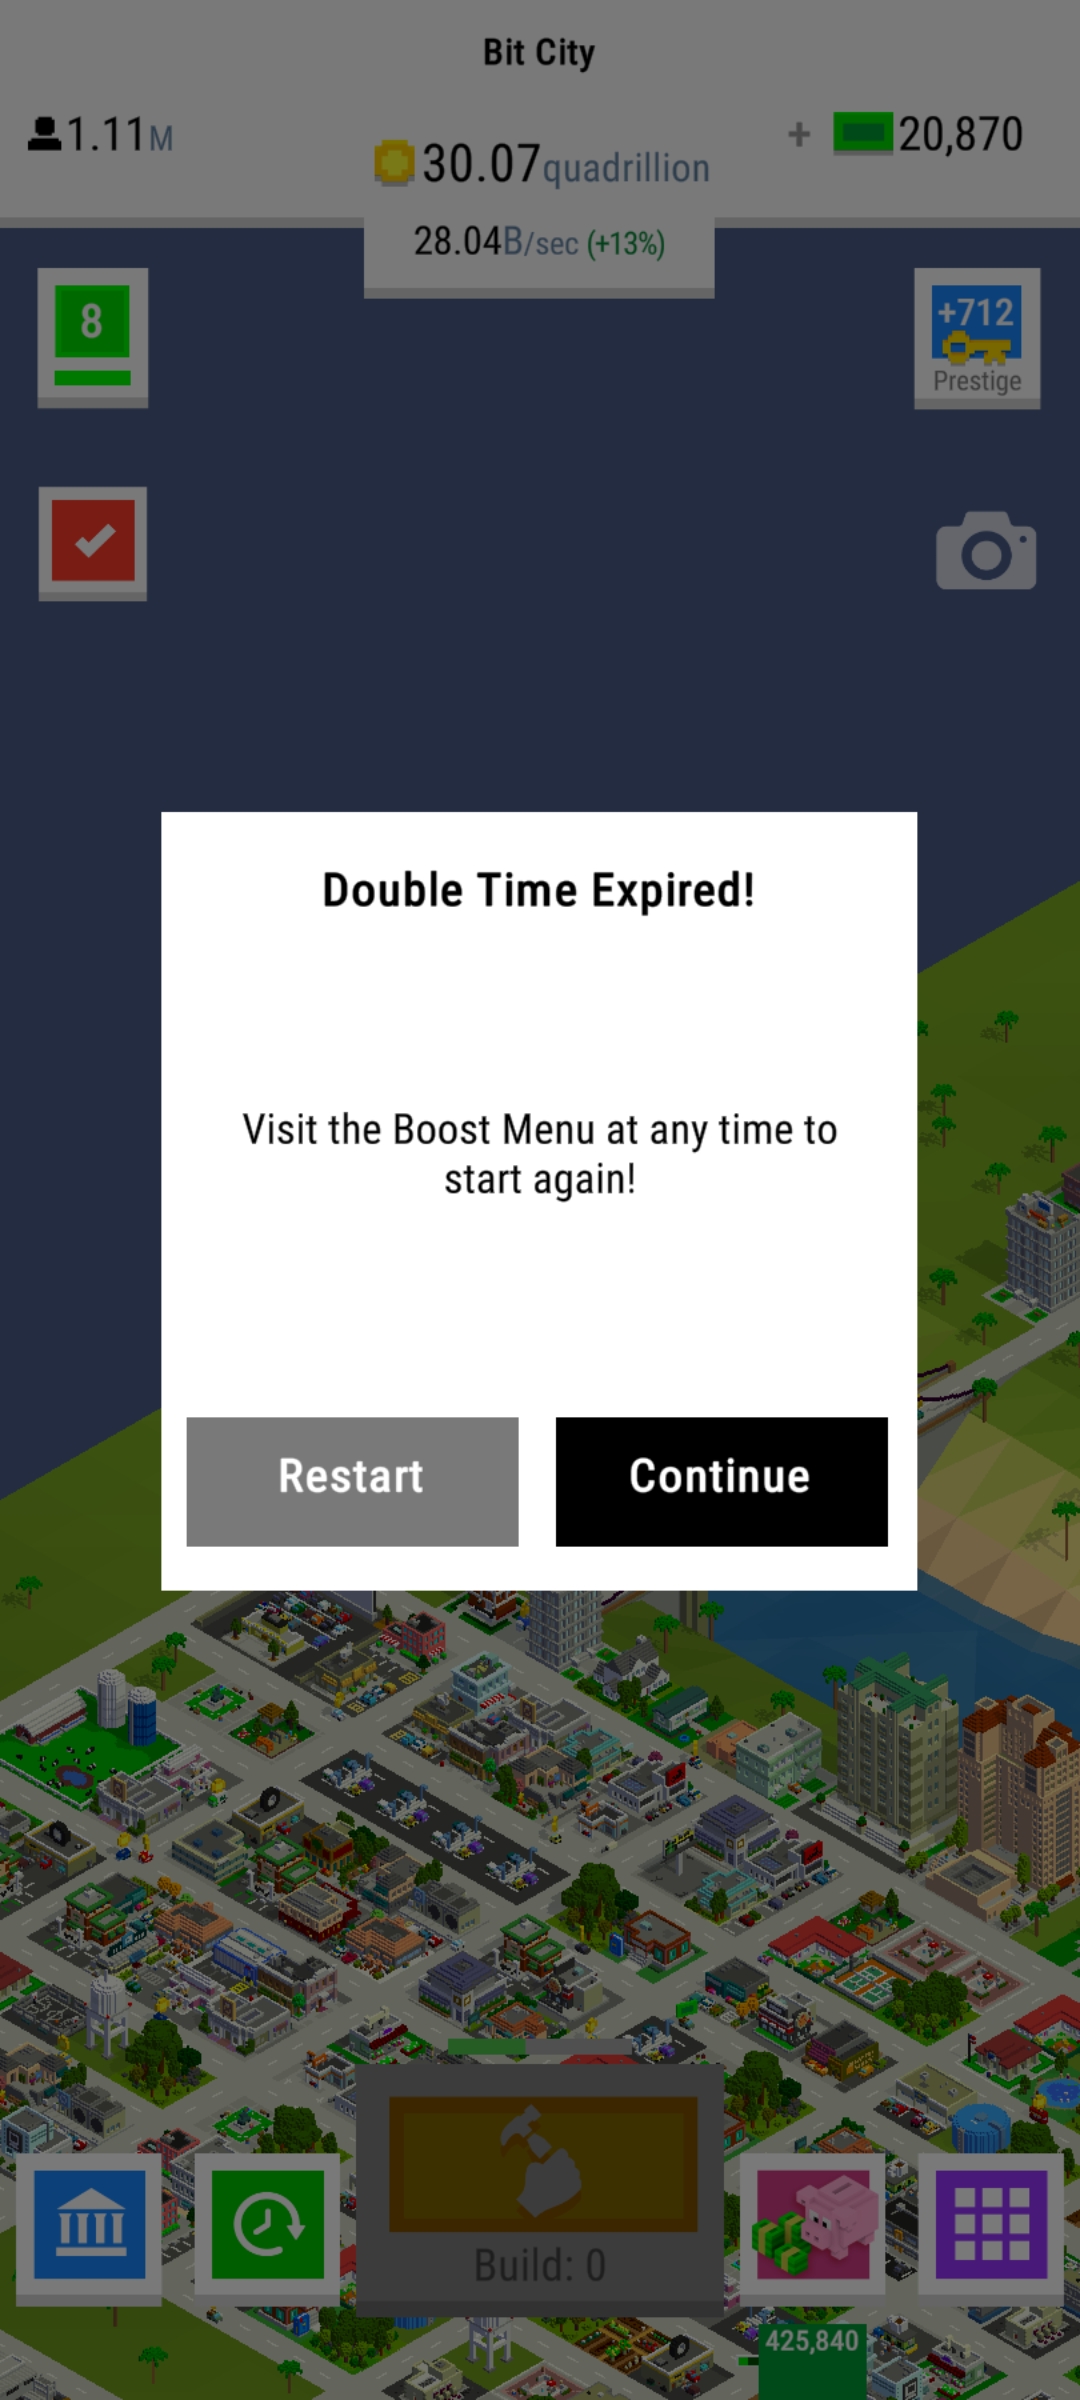 Bit City
1.11M
30.07quadrillion
+ 20,870
28.04B/sec (+13%)
8
+712
Prestige
Double Time Expired!
Visit the Boost Menu at any time to
start again!
Restart
Continue
Build: 0
425,840